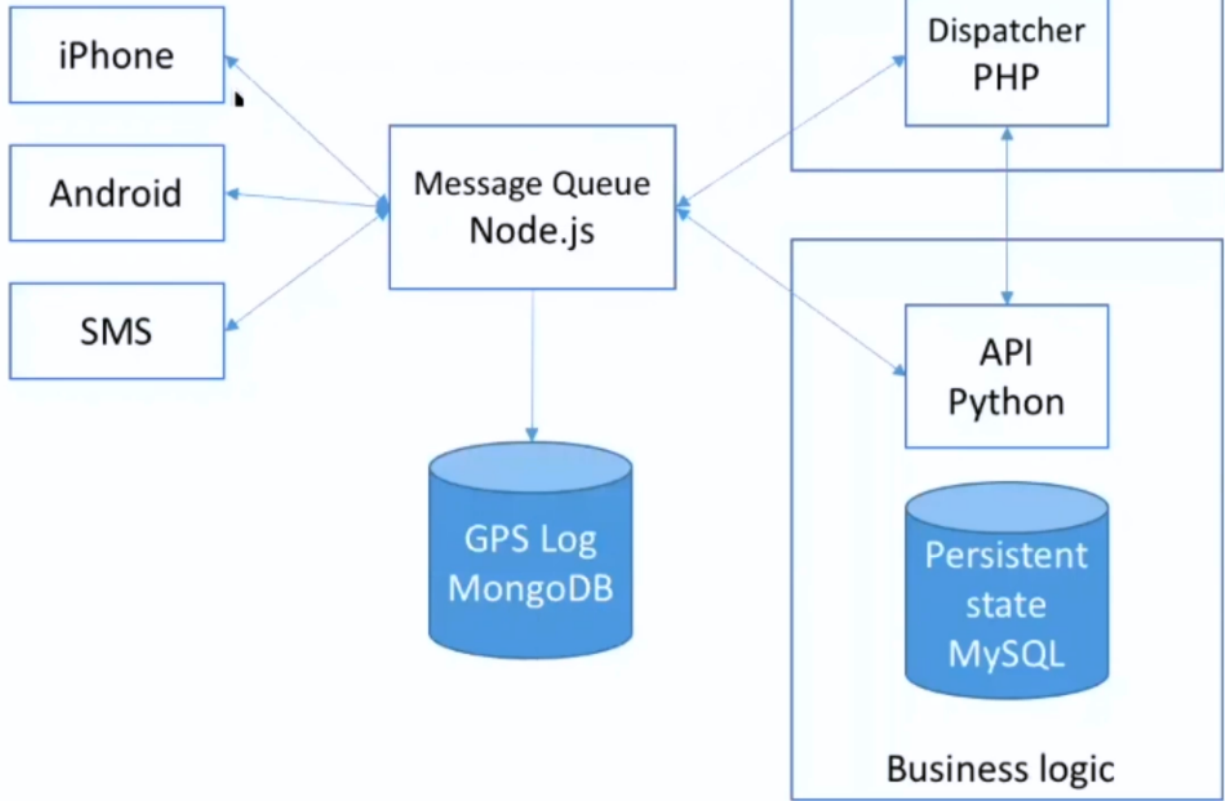 iPhone
Android
SMS
Message Queue
Node.js
GPS Log
MongoDB
Dispatcher
PHP
API
Python
Persistent
state
MySQL
Business logic